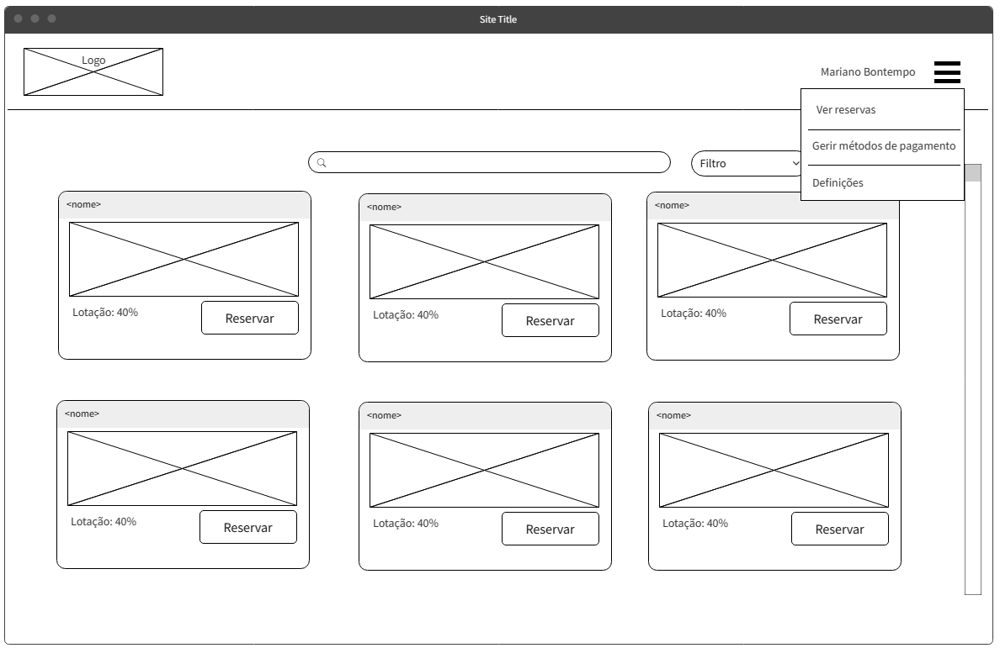 Site Title
Logo
Mariano Bontempo
Ver reservas
Gerir métodos de pagamento
Definições
Filtro
<nome>
Lotação: 40%
Reservar
<nome>
Lotação: 40%
Reservar
<nome>
Lotação: 40%
Reservar
<nome>
Lotação: 40%
Reservar
<nome>
Lotação: 40%
Reservar
<nome>
Lotação: 40%
Reservar